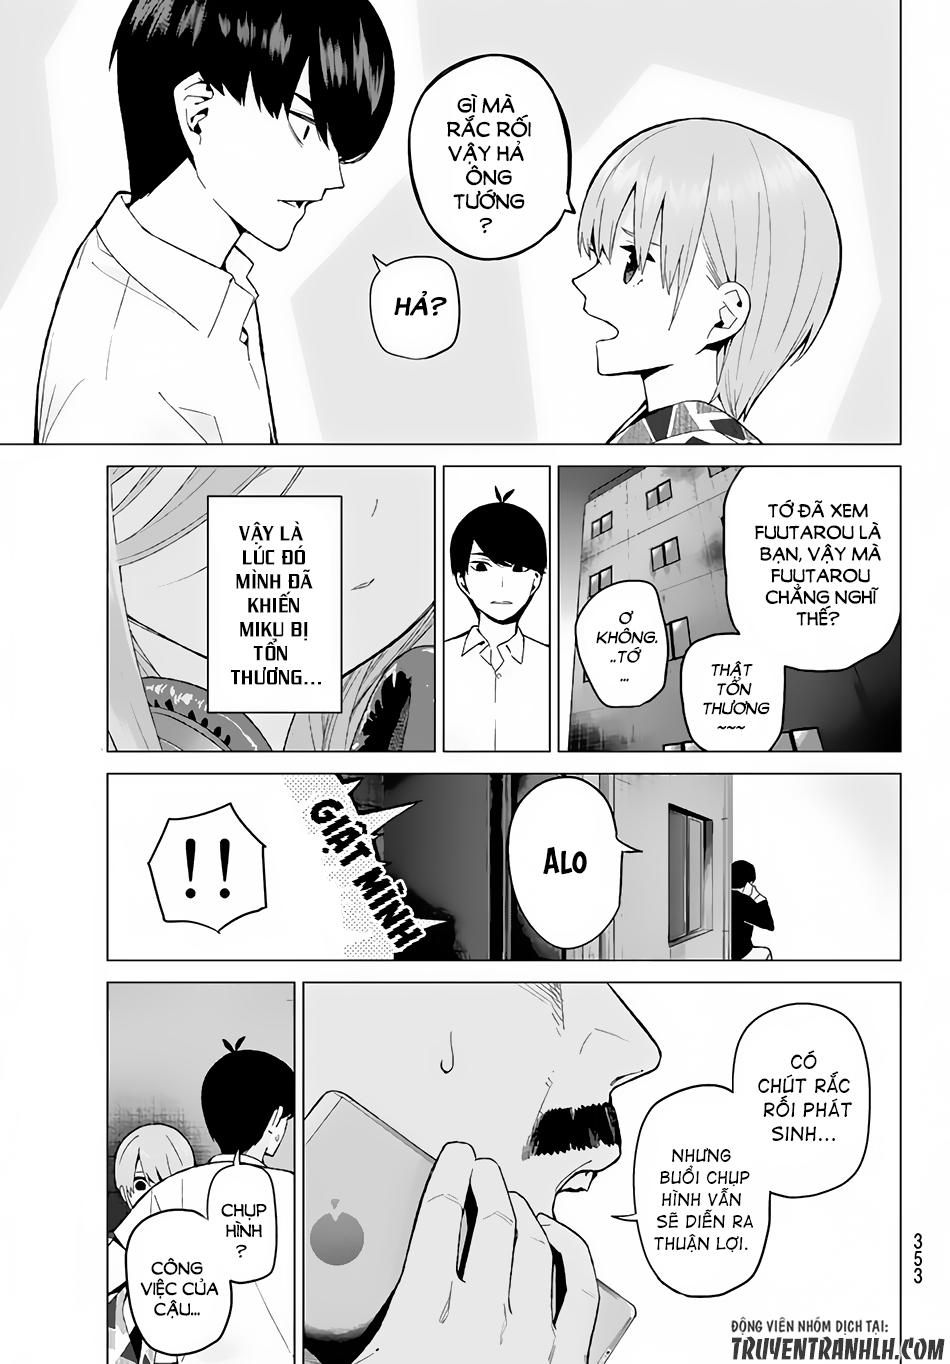 GÌ MÀ
RẮC RỐI
VẬY HẢ
ÔNG
TƯỚNG
?
HẢ?
TỚ ĐÃ XEM
FUUTAROU LÀ
BẠN, VẬY MÀ
FUUTAROU
CHẲNG NGHĨ
THẾ?
THẬT
TỔN
THƯƠNG
~~~
Ơ
KHÔNG.
..TỚ
...
VẬY LÀ
LÚC ĐÓ
MÌNH ĐÃ
KHIẾN
MIKU BỊ
TỔN
THƯƠNG...
ALO
GIẬT MÌNH
!!
CÓ
CHÚT RẮC
RỐI PHÁT
SINH...
NHƯNG
BUỔI CHỤP
HÌNH VẪN
SẼ DIỄN RA
THUẬN LỢI.
CHỤP
HÌNH
?
CÔNG
VIỆC CỦA
CẬU...
353
ĐỘNG VIÊN NHÓM DỊCH TẠI:
TRUYENTRANHLH.COM